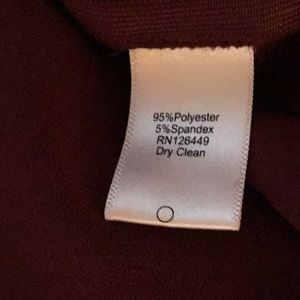 95%Polyester
5%Spandex
RN126449
Dry Clean